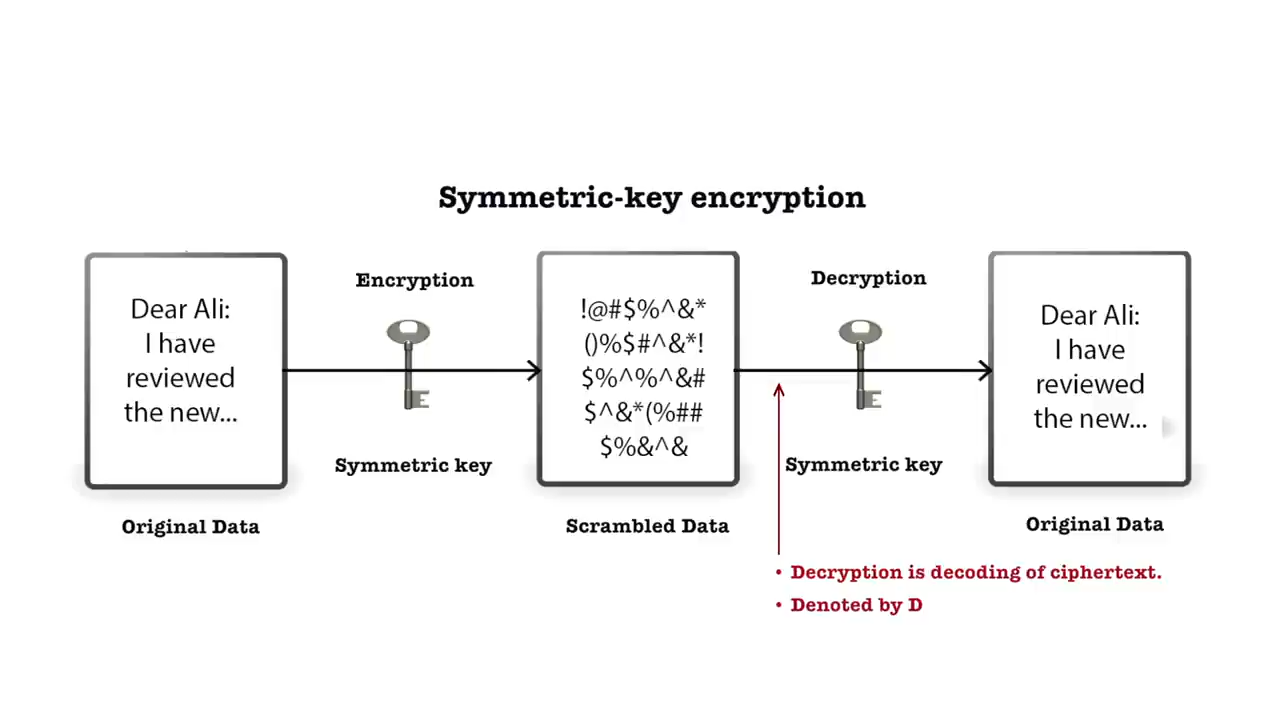 Symmetric-key encryption
Dear Ali:
I have
reviewed
the new...
Original Data
Encryption
Symmetric key
!@#$%^&*
()%$#^&*!
$%^%^&#
$^&*(%##
$%&^&
Scrambled Data
Decryption
Symmetric key
Dear Ali:
I have
reviewed
the new...
Original Data
• Decryption is decoding of ciphertext.
• Denoted by D